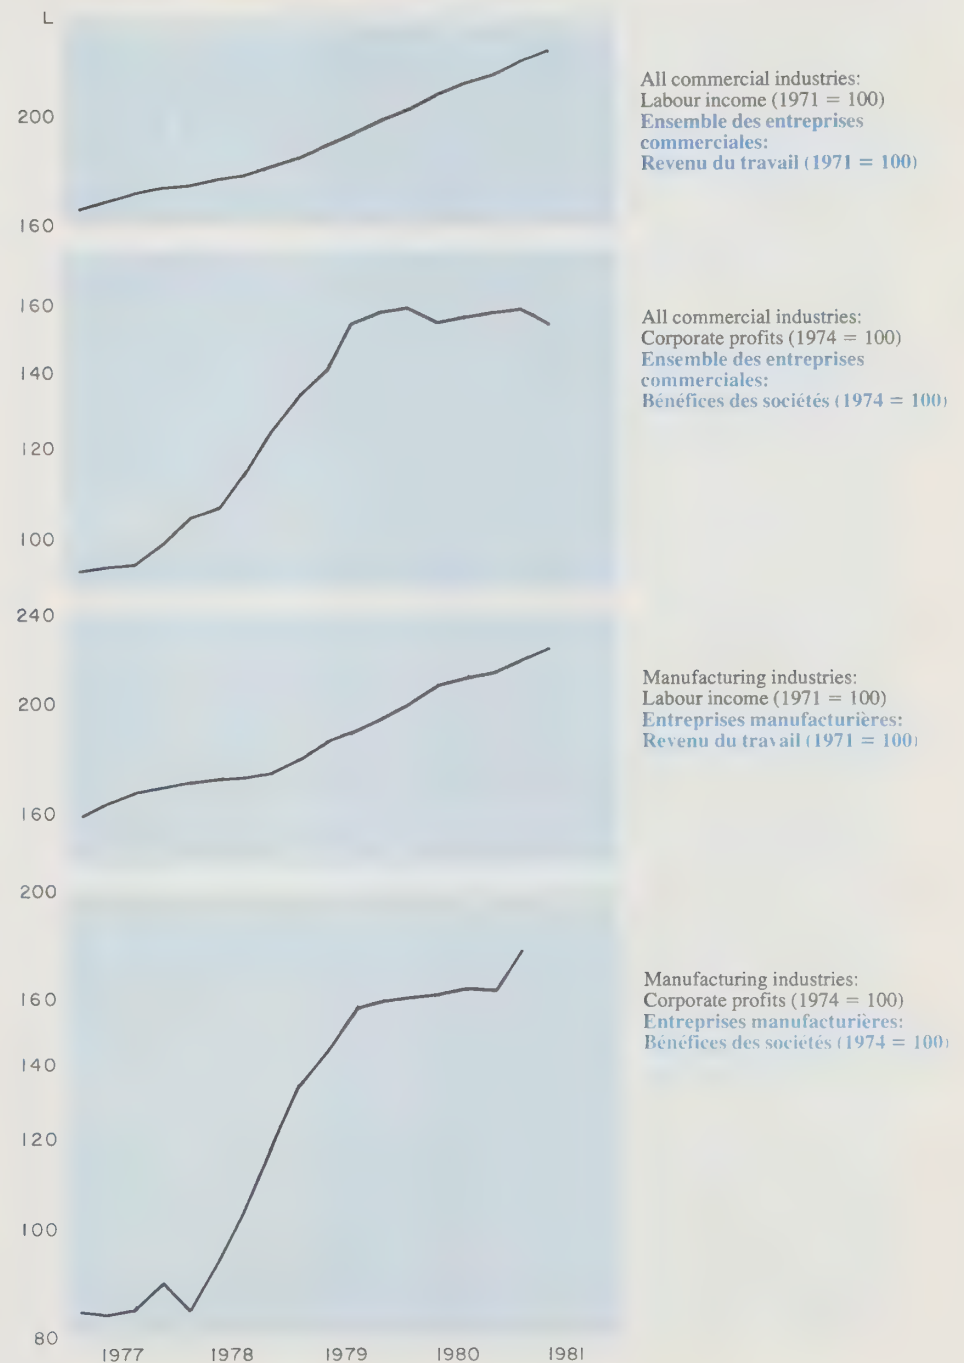 L
200
160
All commercial industries:
Labour income (1971 = 100)
Ensemble des entreprises
commerciales:
Revenu du travail (1971 = 100)
160
140
120
100
All commercial industries:
Corporate profits (1974 = 100)
Ensemble des entreprises
commerciales:
Bénéfices des sociétés (1974 = 100)
240
200
160
Manufacturing industries:
Labour income (1971 = 100)
Entreprises manufacturières:
Revenu du travail (1971 = 100)
200
160
140
120
100
80
Manufacturing industries:
Corporate profits (1974 = 100)
Entreprises manufacturières:
Bénéfices des sociétés (1974 = 100)
1977 1978 1979 1980 1981